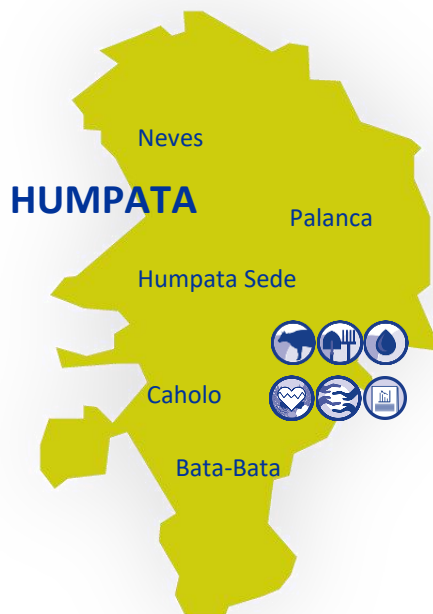 Neves
HUMPATA
Palanca
Humpata Sede
Caholo
Bata-Bata